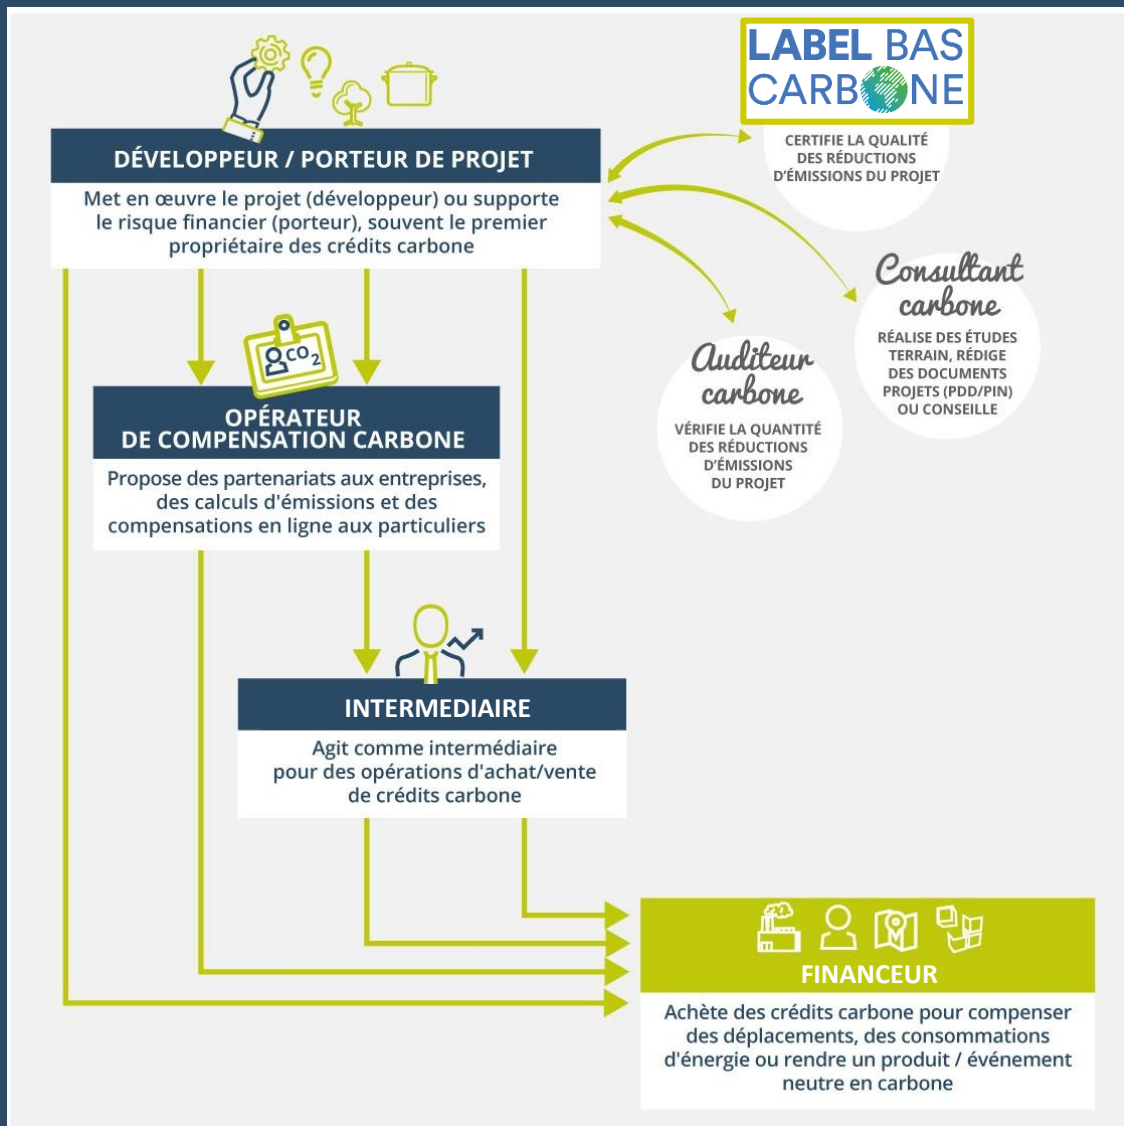 LABEL BAS
CARBONE
CERTIFIE LA QUALITÉ
DES RÉDUCTIONS
D'ÉMISSIONS DU PROJET
DÉVELOPPEUR / PORTEUR DE PROJET
Met en œuvre le projet (développeur) ou supporte
le risque financier (porteur), souvent le premier
propriétaire des crédits carbone
Consultant
carbone
RÉALISE DES ÉTUDES
TERRAIN, RÉDIGE
DES DOCUMENTS
PROJETS (PDD/PIN)
OU CONSEILLE
Auditeur
carbone
VÉRIFIE LA QUANTITÉ
DES RÉDUCTIONS
D'ÉMISSIONS
DU PROJET
CO2
OPÉRATEUR
DE COMPENSATION CARBONE
Propose des partenariats aux entreprises,
des calculs d'émissions et des
compensations en ligne aux particuliers
INTERMEDIAIRE
Agit comme intermédiaire
pour des opérations d'achat/vente
de crédits carbone
FINANCEUR
Achète des crédits carbone pour compenser
des déplacements, des consommations
d'énergie ou rendre un produit / événement
neutre en carbone